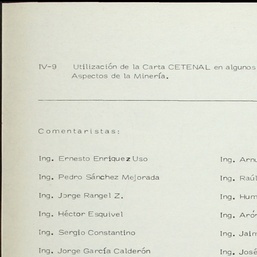 IV-9 Utilización de la Carta CETENAL en algunos
Aspectos de la Minería.
Comentaristas:
Ing. Ernesto Enriquez Uso Ing.
Ing. Pedro Sánchez Mejorada Ing.
Ing. Jorge Rangel Z. Ing.
Ing. Héctor Esquivel Ing.
Ing. Sergio Constantino Ing.
Ing. Jorge García Calderón Ing.